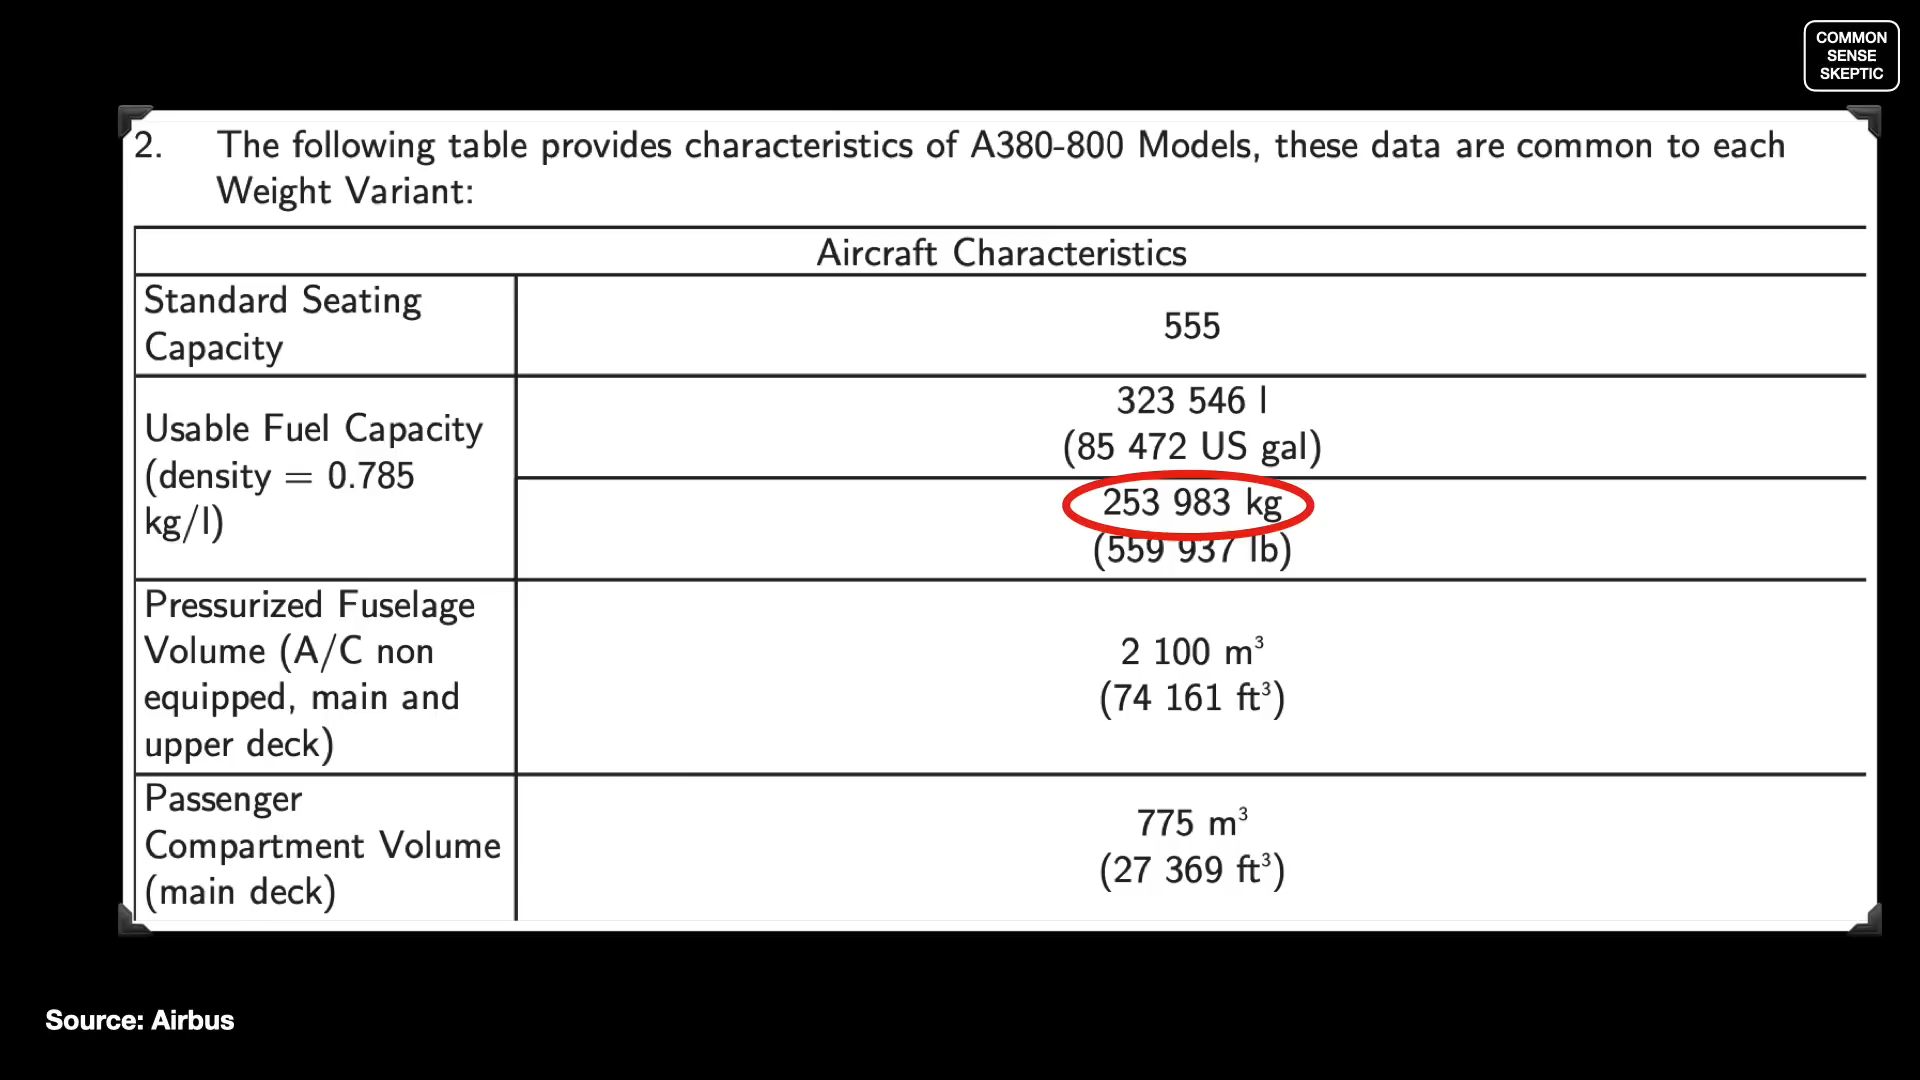 COMMON
SENSE
SKEPTIC
2. The following table provides characteristics of A380-800 Models, these data are common to each
Weight Variant:
Aircraft Characteristics
Standard Seating
Capacity
555
Usable Fuel Capacity
(density = 0.785
kg/l)
323 546 l
(85 472 US gal)
253 983 kg
(559 937 lb)
Pressurized Fuselage
Volume (A/C non
equipped, main and
upper deck)
2 100 m³
(74 161 ft³)
Passenger
Compartment Volume
(main deck)
775 m³
(27 369 ft³)
Source: Airbus